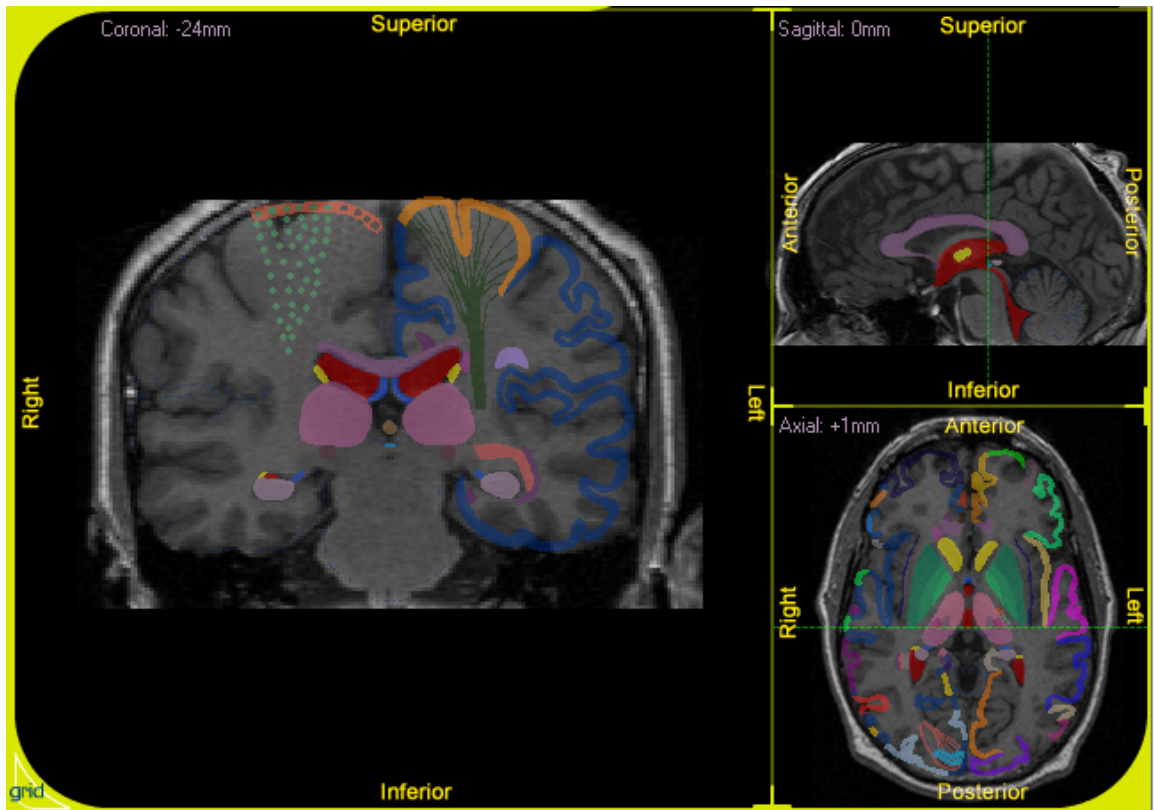 Coronal: -24mm
Superior
Right
Left
Inferior
grid
Sagittal: 0mm
Superior
Anterior
Posterior
Inferior
Axial: +1mm
Anterior
Right
Left
Posterior